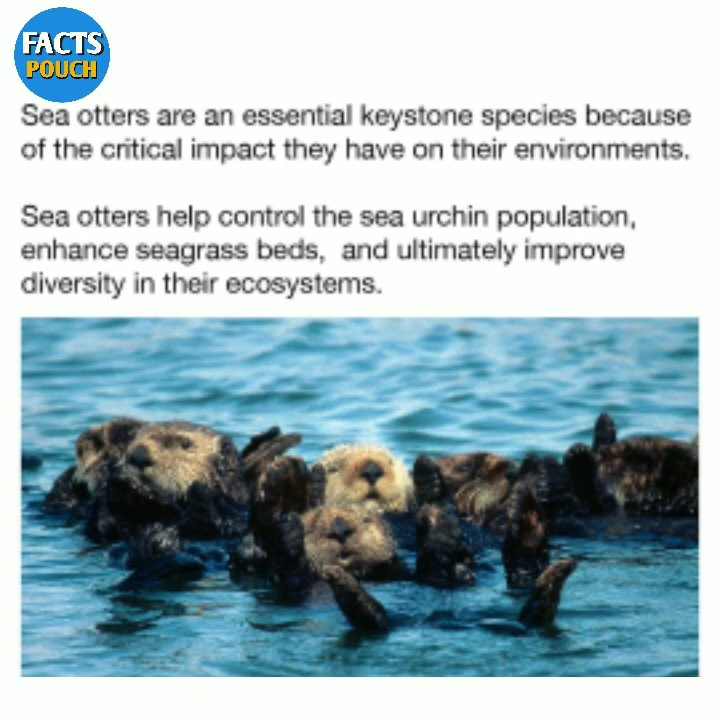 FACTS
POUCH
Sea otters are an essential keystone species because
of the critical impact they have on their environments.
Sea otters help control the sea urchin population,
enhance seagrass beds,  and ultimately improve
diversity in their ecosystems.